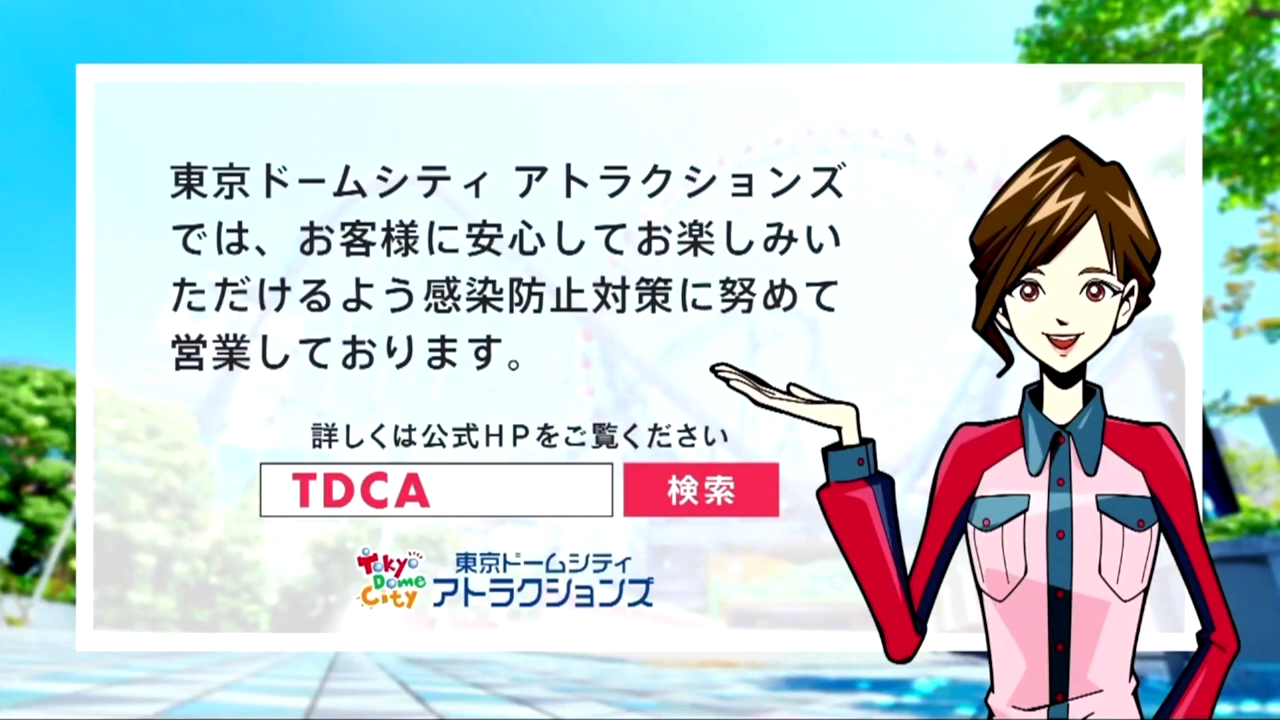 東京ドームシティ アトラクションズ
では、お客様に安心してお楽しみい
ただけるよう感染防止対策に努めて
営業しております。
詳しくは公式HPをご覧ください
TDCA 検索
Tokyo
Dome
City
東京ドームシティ
アトラクションズ